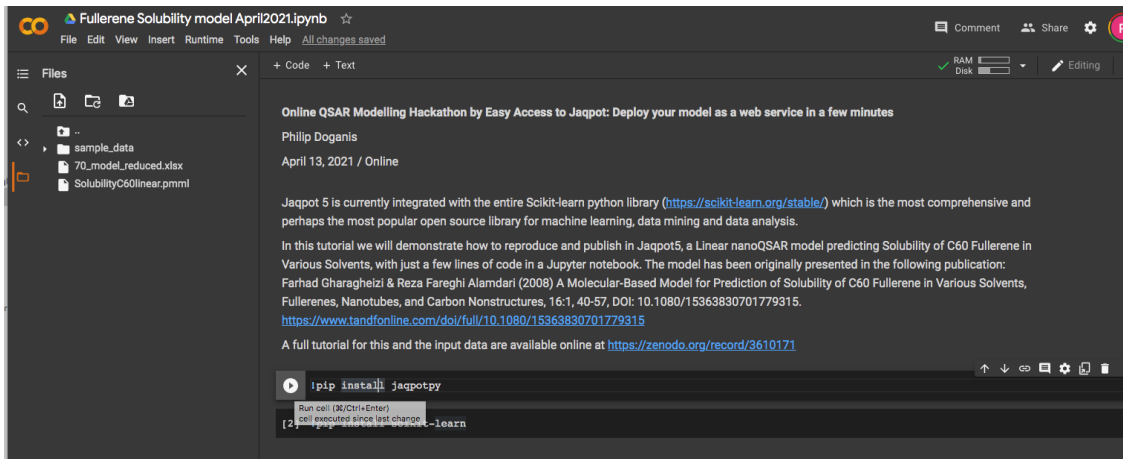 Fullerene Solubility model April2021.ipynb
File Edit View Insert Runtime Tools Help All changes saved
Comment Share
Files
+ Code + Text
RAM
Disk
Editing
..
sample_data
70_model_reduced.xlsx
SolubilityC60linear.pmml
Online QSAR Modelling Hackathon by Easy Access to Jaqpot: Deploy your model as a web service in a few minutes
Philip Doganis
April 13, 2021 / Online
Jaqpot 5 is currently integrated with the entire Scikit-learn python library (https://scikit-learn.org/stable/) which is the most comprehensive and
perhaps the most popular open source library for machine learning, data mining and data analysis.
In this tutorial we will demonstrate how to reproduce and publish in Jaqpot5, a Linear nanoQSAR model predicting Solubility of C60 Fullerene in
Various Solvents, with just a few lines of code in a Jupyter notebook. The model has been originally presented in the following publication:
Farhad Gharagheizi & Reza Fareghi Alamdari (2008) A Molecular-Based Model for Prediction of Solubility of C60 Fullerene in Various Solvents,
Fullerenes, Nanotubes, and Carbon Nonstructures, 16:1, 40-57, DOI: 10.1080/15363830701779315.
https://www.tandfonline.com/doi/full/10.1080/15363830701779315
A full tutorial for this and the input data are available online at https://zenodo.org/record/3610171
!pip install jaqpotpy
Run cell (⌘/Ctrl+Enter)
cell executed since last change
[2] !pip install scikit-learn